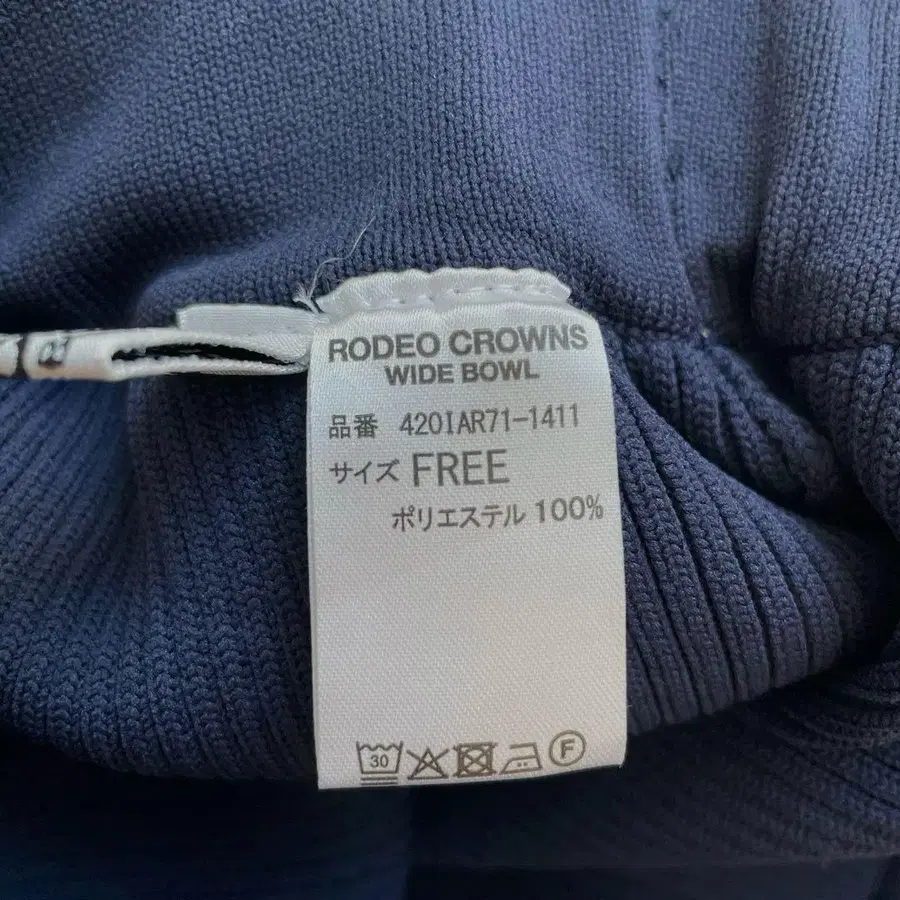 RODEO CROWNS
WIDE BOWL
品番 420IAR71-1411
サイズ FREE
ポリエステル 100%
30 F